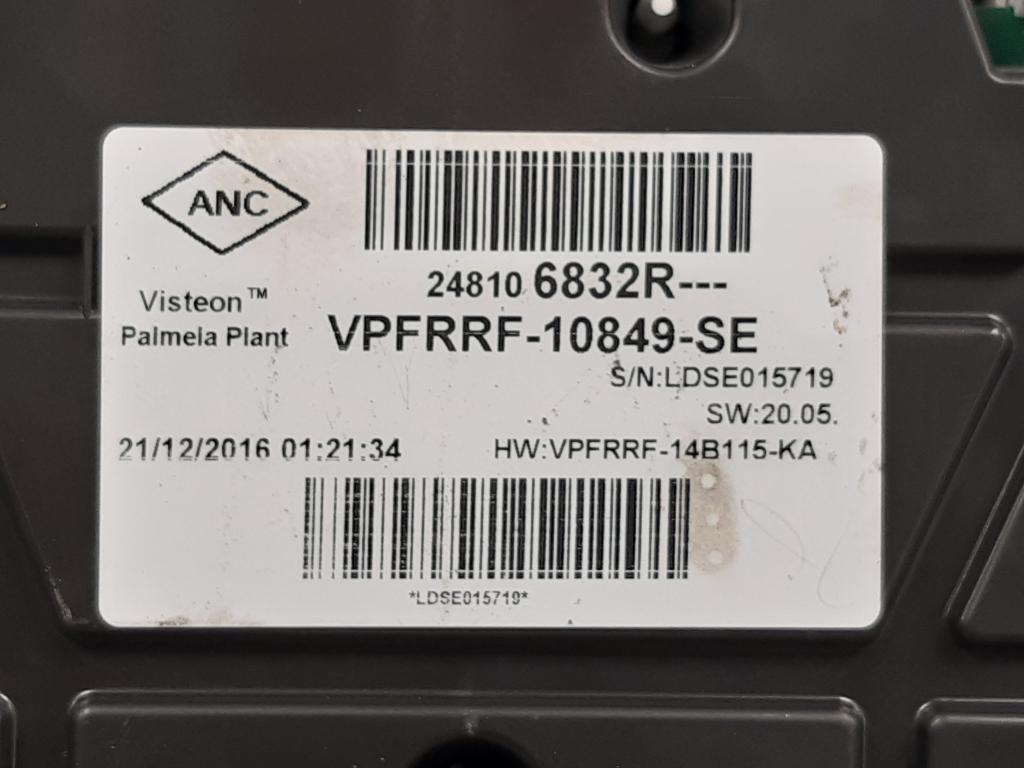 ANC
24810 6832R---
Visteon™
Palmela Plant
VPFRRF-10849-SE
S/N:LDSE015719
SW:20.05.
21/12/2016 01:21:34
HW:VPFRRF-14B115-KA
*LDSE015719*